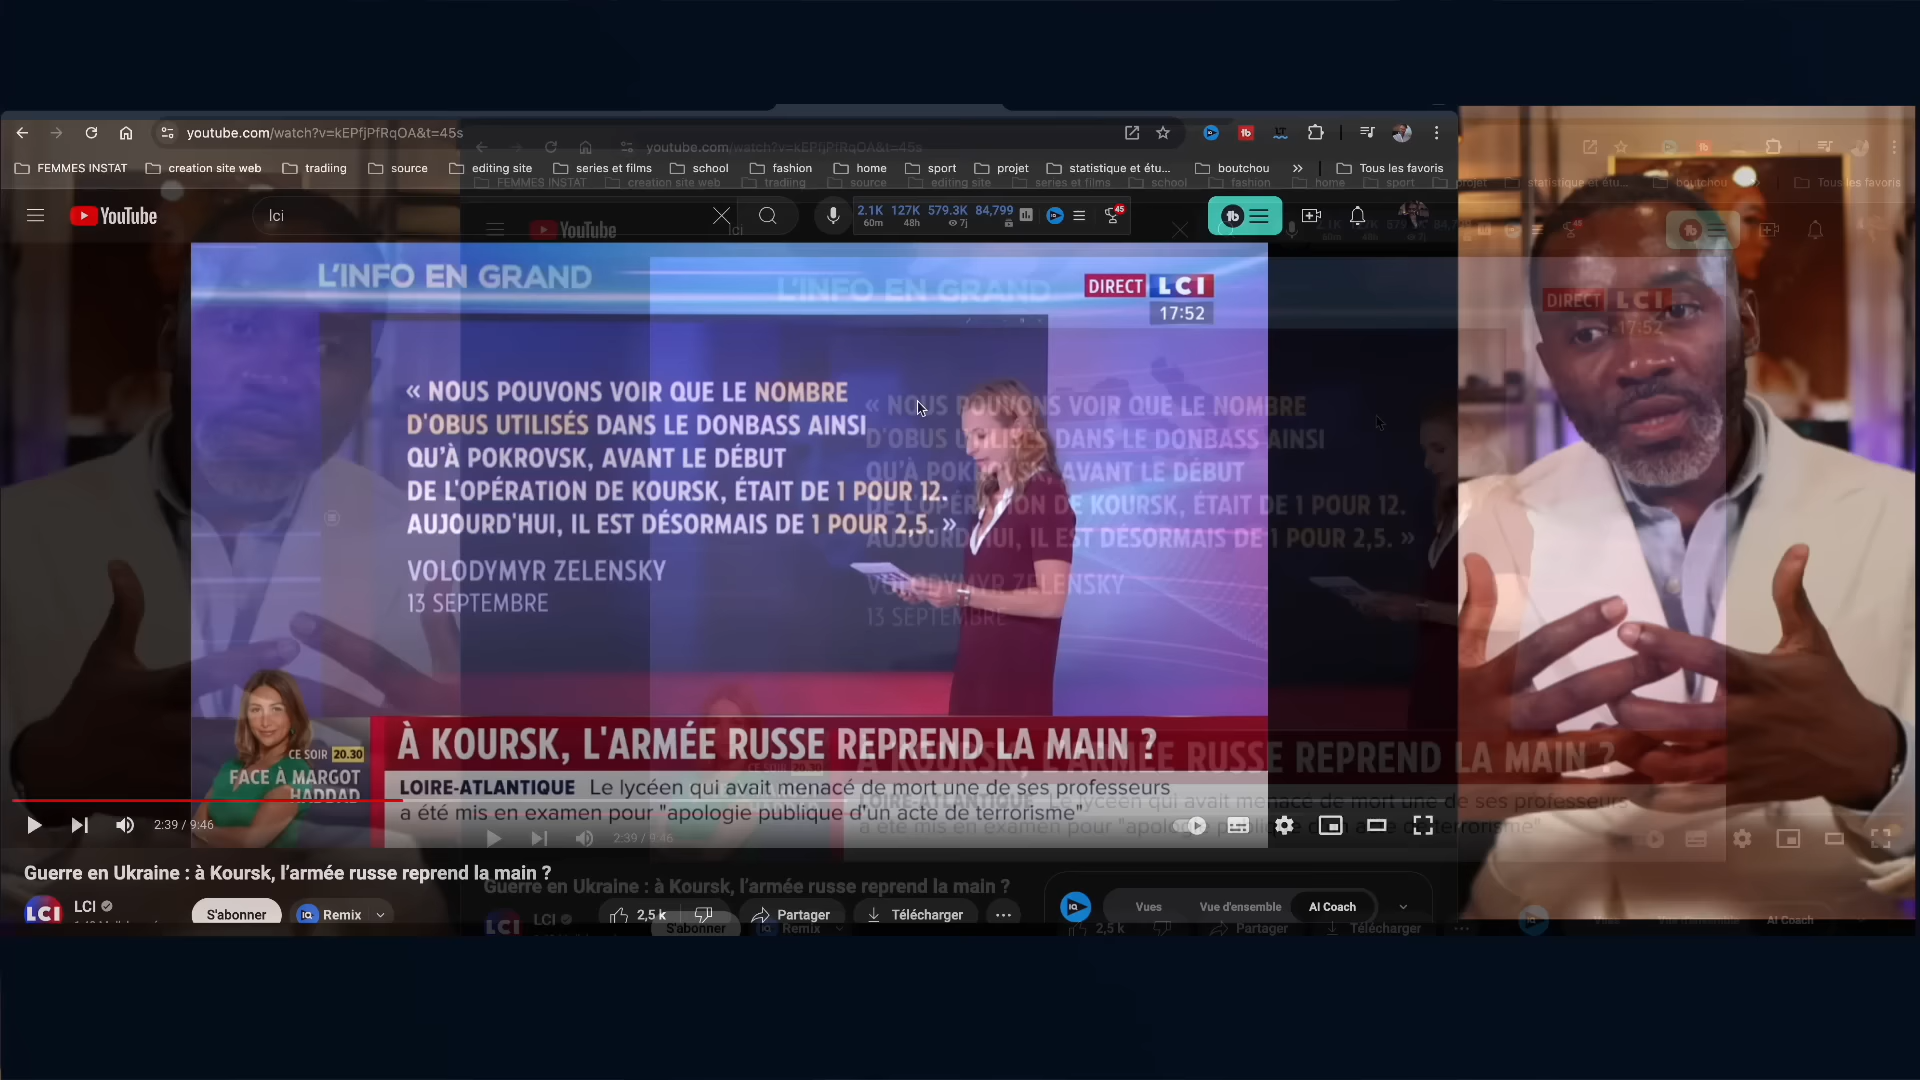 youtube.com/watch?v=kEPfjPfRqOA&t=45s
FEMMES INSTAT
creation site web
tradiing
source
editing site
series et films
school
fashion
home
sport
projet
statistique et étu...
boutchou
»
Tous les favoris
YouTube
lci
2.1K 127K 579.3K 84,799
60m 48h 7j
45
L'INFO EN GRAND
DIRECT LCI
17:52
« NOUS POUVONS VOIR QUE LE NOMBRE
D'OBUS UTILISÉS DANS LE DONBASS AINSI
QU'À POKROVSK, AVANT LE DÉBUT
DE L'OPÉRATION DE KOURSK, ÉTAIT DE 1 POUR 12.
AUJOURD'HUI, IL EST DÉSORMAIS DE 1 POUR 2,5. »
VOLODYMYR ZELENSKY
13 SEPTEMBRE
CE SOIR 20.30
FACE À MARGOT
HADDAD
À KOURSK, L'ARMÉE RUSSE REPREND LA MAIN ?
LOIRE-ATLANTIQUE Le lycéen qui avait menacé de mort une de ses professeurs
a été mis en examen pour "apologie publique d'un acte de terrorisme"
2:39 / 9:46
Guerre en Ukraine : à Koursk, l'armée russe reprend la main ?
LCI
LCI
S'abonner
Remix
2,5 k
Partager
Télécharger
Vues
Vue d'ensemble
AI Coach